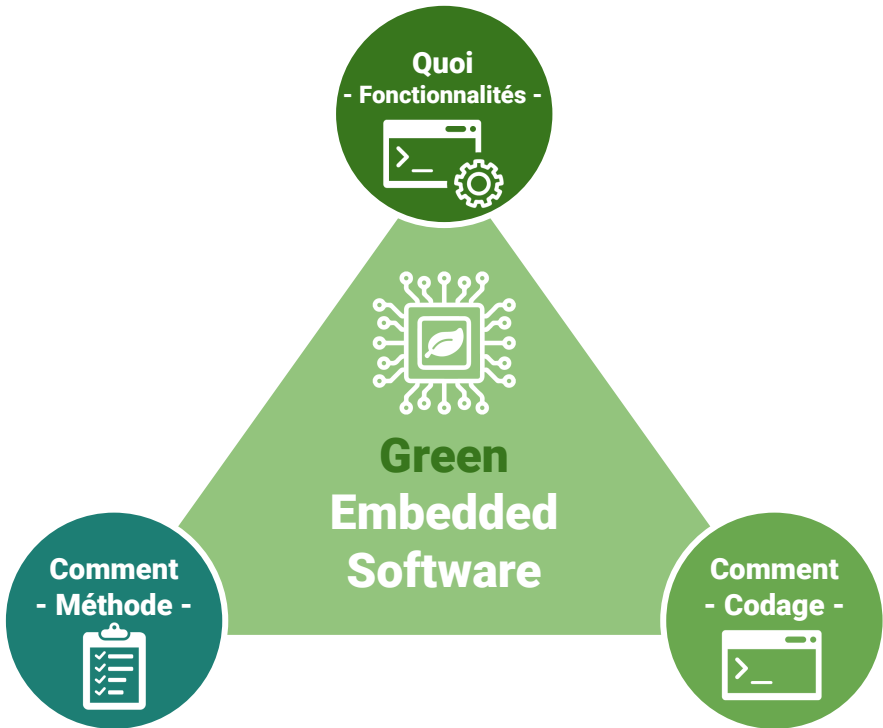 Quoi
- Fonctionnalités -
Green
Embedded
Software
Comment
- Méthode -
Comment
- Codage -